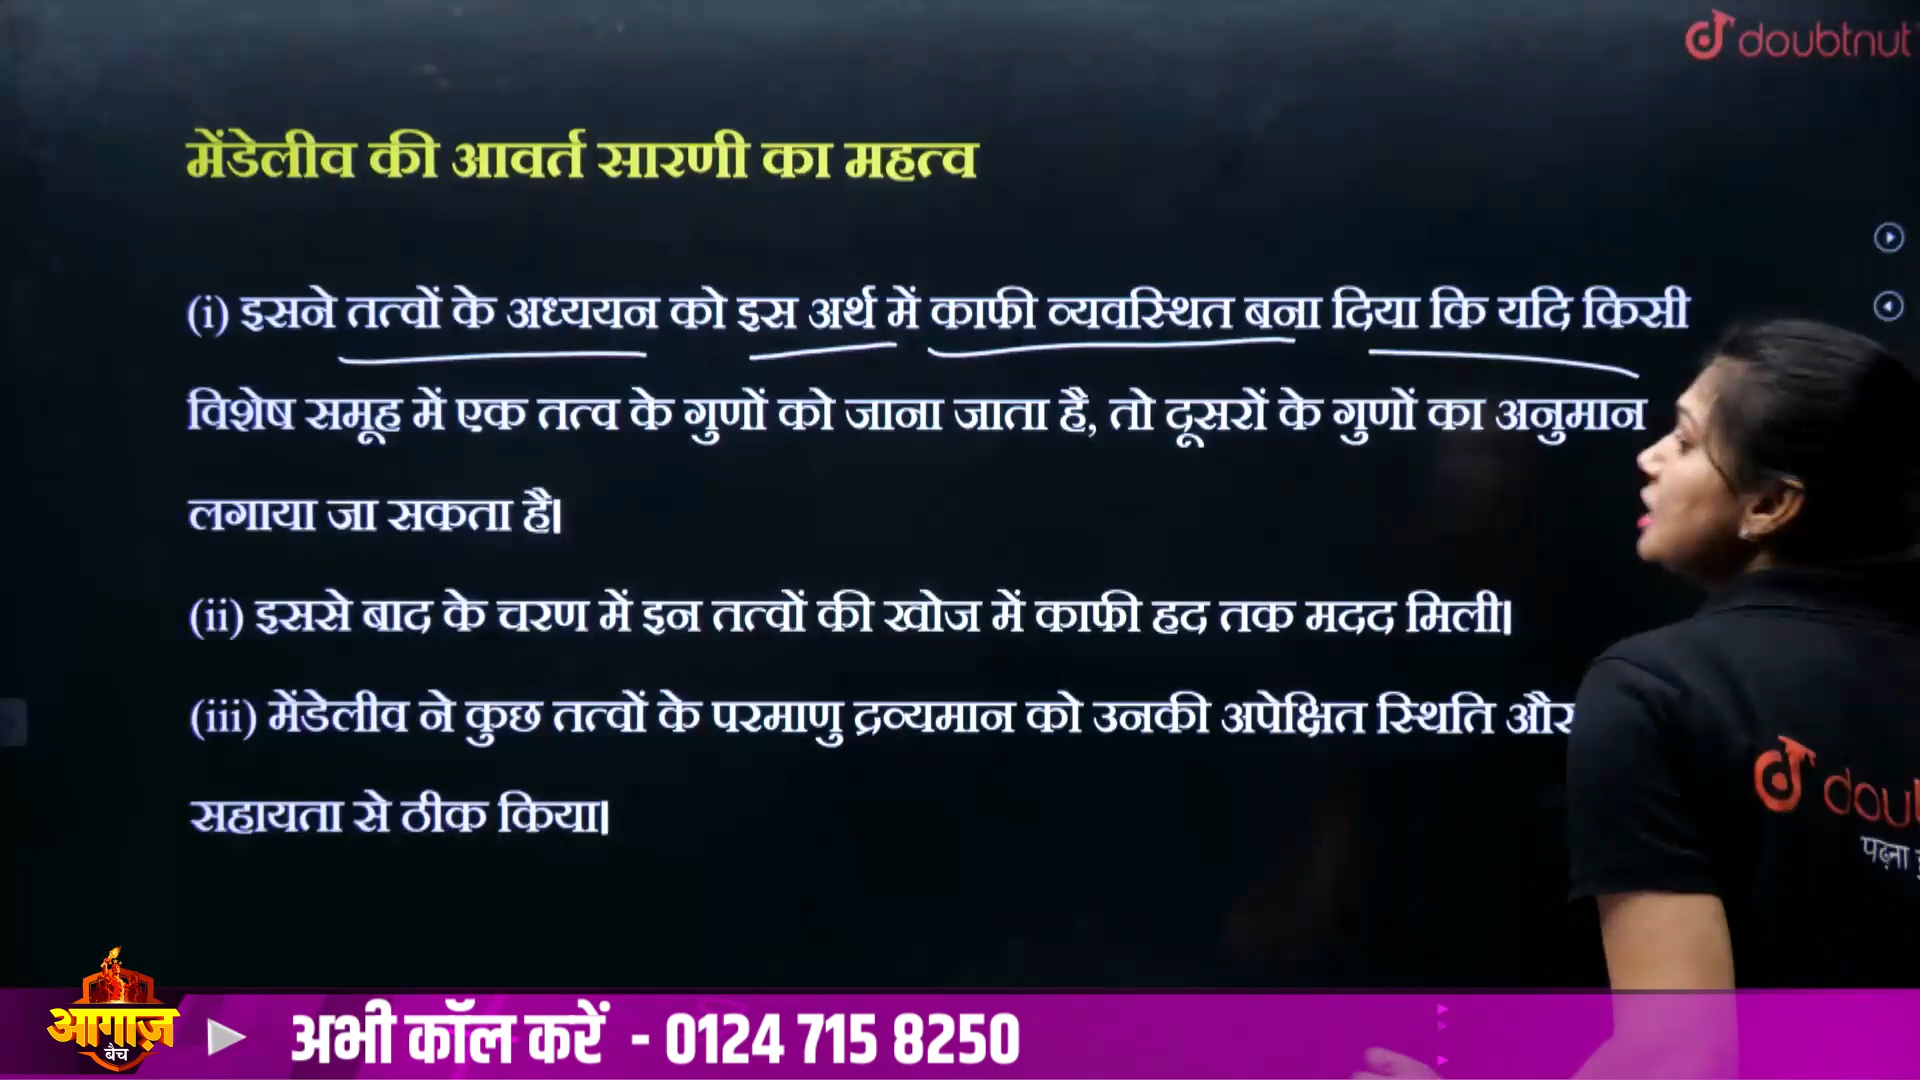 doubtnut
मेंडेलीव की आवर्त सारणी का महत्व
(i) इसने तत्वों के अध्ययन को इस अर्थ में काफी व्यवस्थित बना दिया कि यदि किसी
विशेष समूह में एक तत्व के गुणों को जाना जाता है, तो दूसरों के गुणों का अनुमान
लगाया जा सकता है।
(ii) इससे बाद के चरण में इन तत्वों की खोज में काफी हद तक मदद मिली।
(iii) मेंडेलीव ने कुछ तत्वों के परमाणु द्रव्यमान को उनकी अपेक्षित स्थिति और
सहायता से ठीक किया।
पढ़ना
आगाज़
बैच
अभी कॉल करें - 0124 715 8250